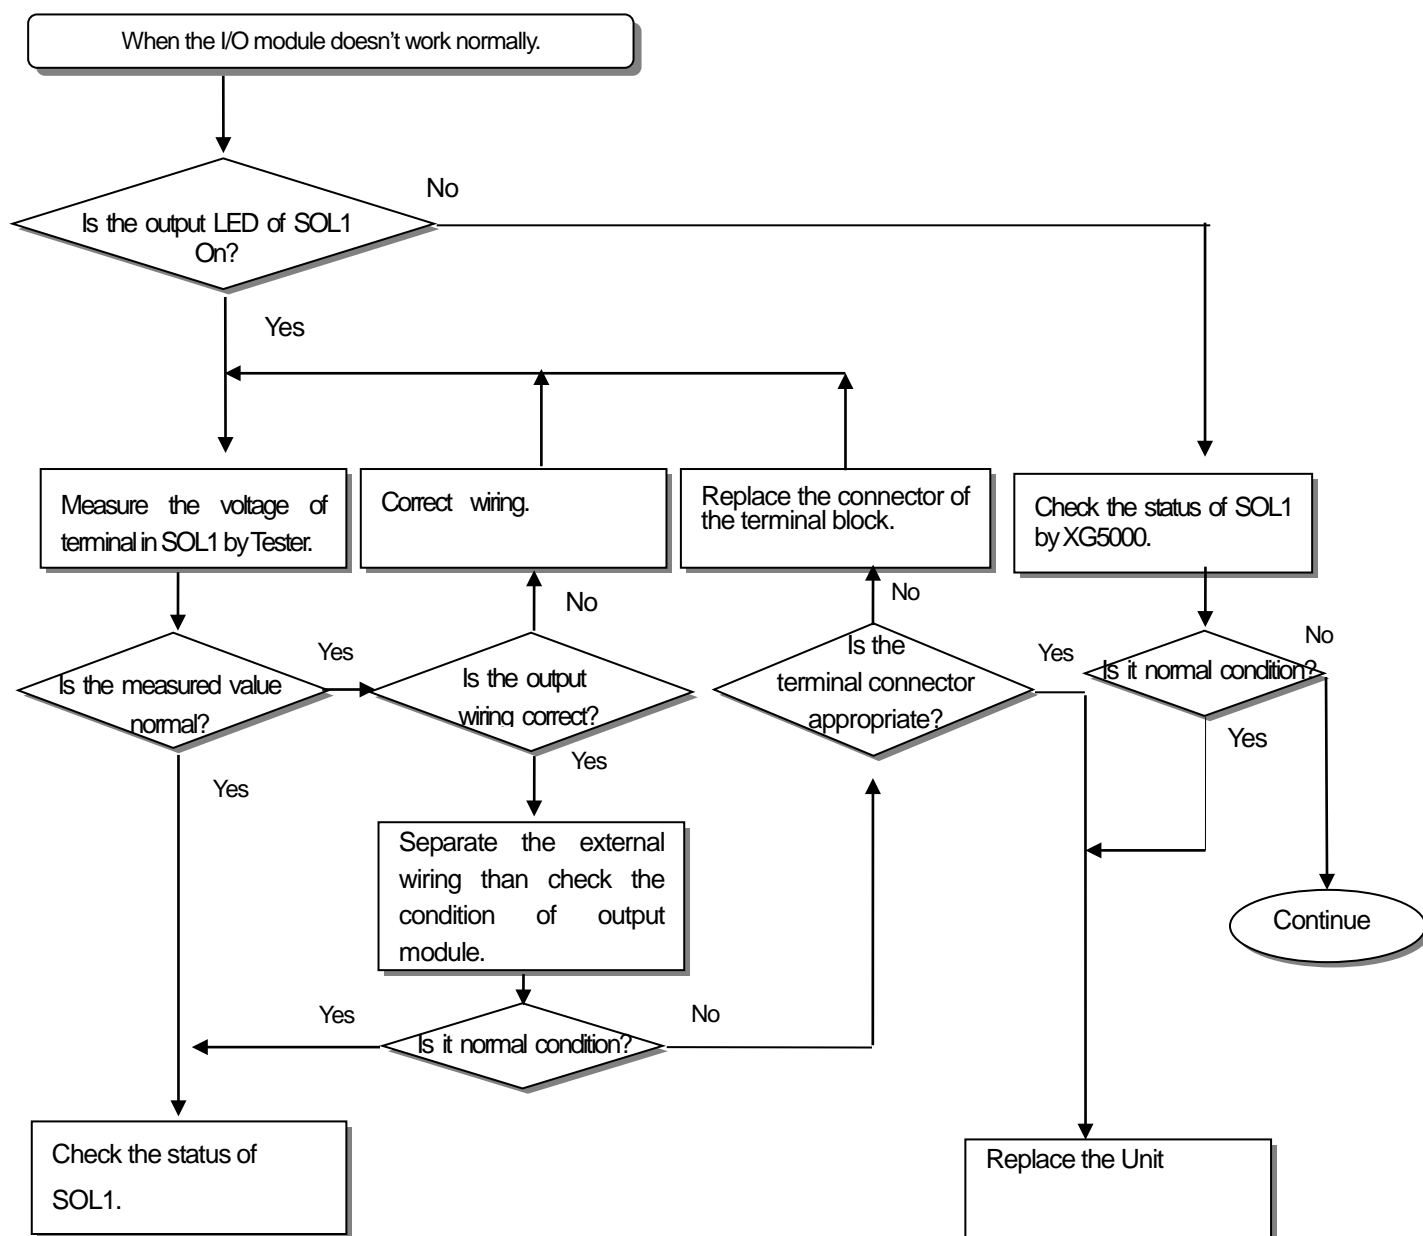 When the I/O module doesn't work normally.
No
Is the output LED of SOL1
On?
Yes
Measure the voltage of
terminal in SOL1 by Tester.
Correct wiring.
Replace the connector of
the terminal block.
Check the status of SOL1
by XG5000.
No
No
Is the measured value
normal?
Yes
Is the output
wiring correct?
Is the
terminal connector
appropriate?
Yes
Is it normal condition?
No
Yes
Yes
Yes
Separate the external
wiring than check the
condition of output
module.
Continue
Yes
Is it normal condition?
No
Check the status of
SOL1.
Replace the Unit